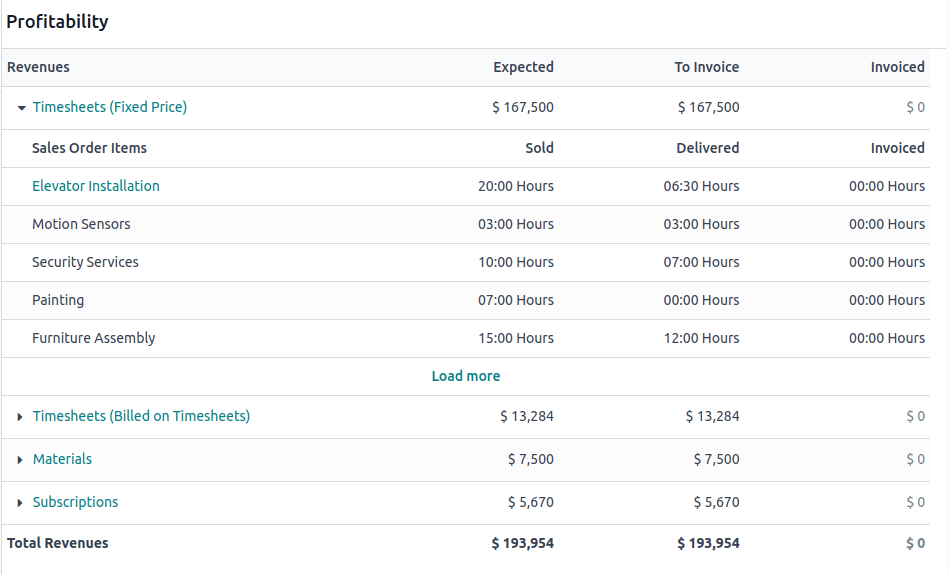 Profitability
Revenues Expected To Invoice Invoiced
Timesheets (Fixed Price) $ 167,500 $ 167,500 $ 0
Sales Order Items Sold Delivered Invoiced
Elevator Installation 20:00 Hours 06:30 Hours 00:00 Hours
Motion Sensors 03:00 Hours 03:00 Hours 00:00 Hours
Security Services 10:00 Hours 07:00 Hours 00:00 Hours
Painting 07:00 Hours 00:00 Hours 00:00 Hours
Furniture Assembly 15:00 Hours 12:00 Hours 00:00 Hours
Load more
Timesheets (Billed on Timesheets) $ 13,284 $ 13,284 $ 0
Materials $ 7,500 $ 7,500 $ 0
Subscriptions $ 5,670 $ 5,670 $ 0
Total Revenues $ 193,954 $ 193,954 $ 0